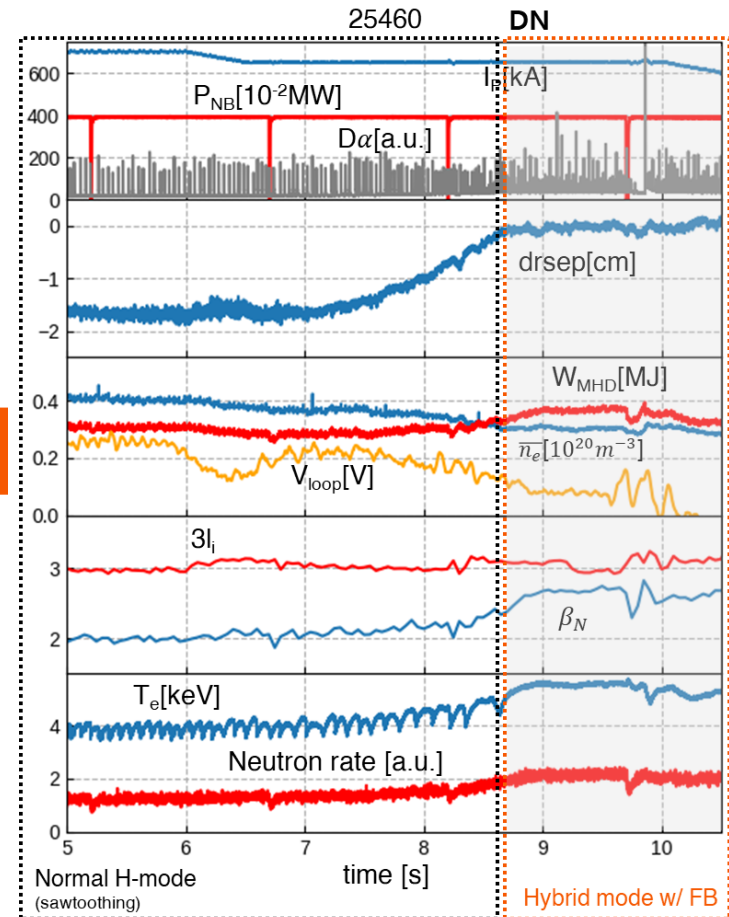 25460 DN
600
I_P[kA]
P_NB[10^-2MW]
400
Dα[a.u.]
200
0
0
drsep[cm]
−1
−2
W_MHD[MJ]
0.4
n̅_e̅[10^20 m^−3]
0.2
V_loop[V]
0.0
3l_i
3
β_N
2
T_e[keV]
4
Neutron rate [a.u.]
2
0
5 6 7 8 9 10
time [s]
Normal H-mode
(sawtoothing)
Hybrid mode w/ FB